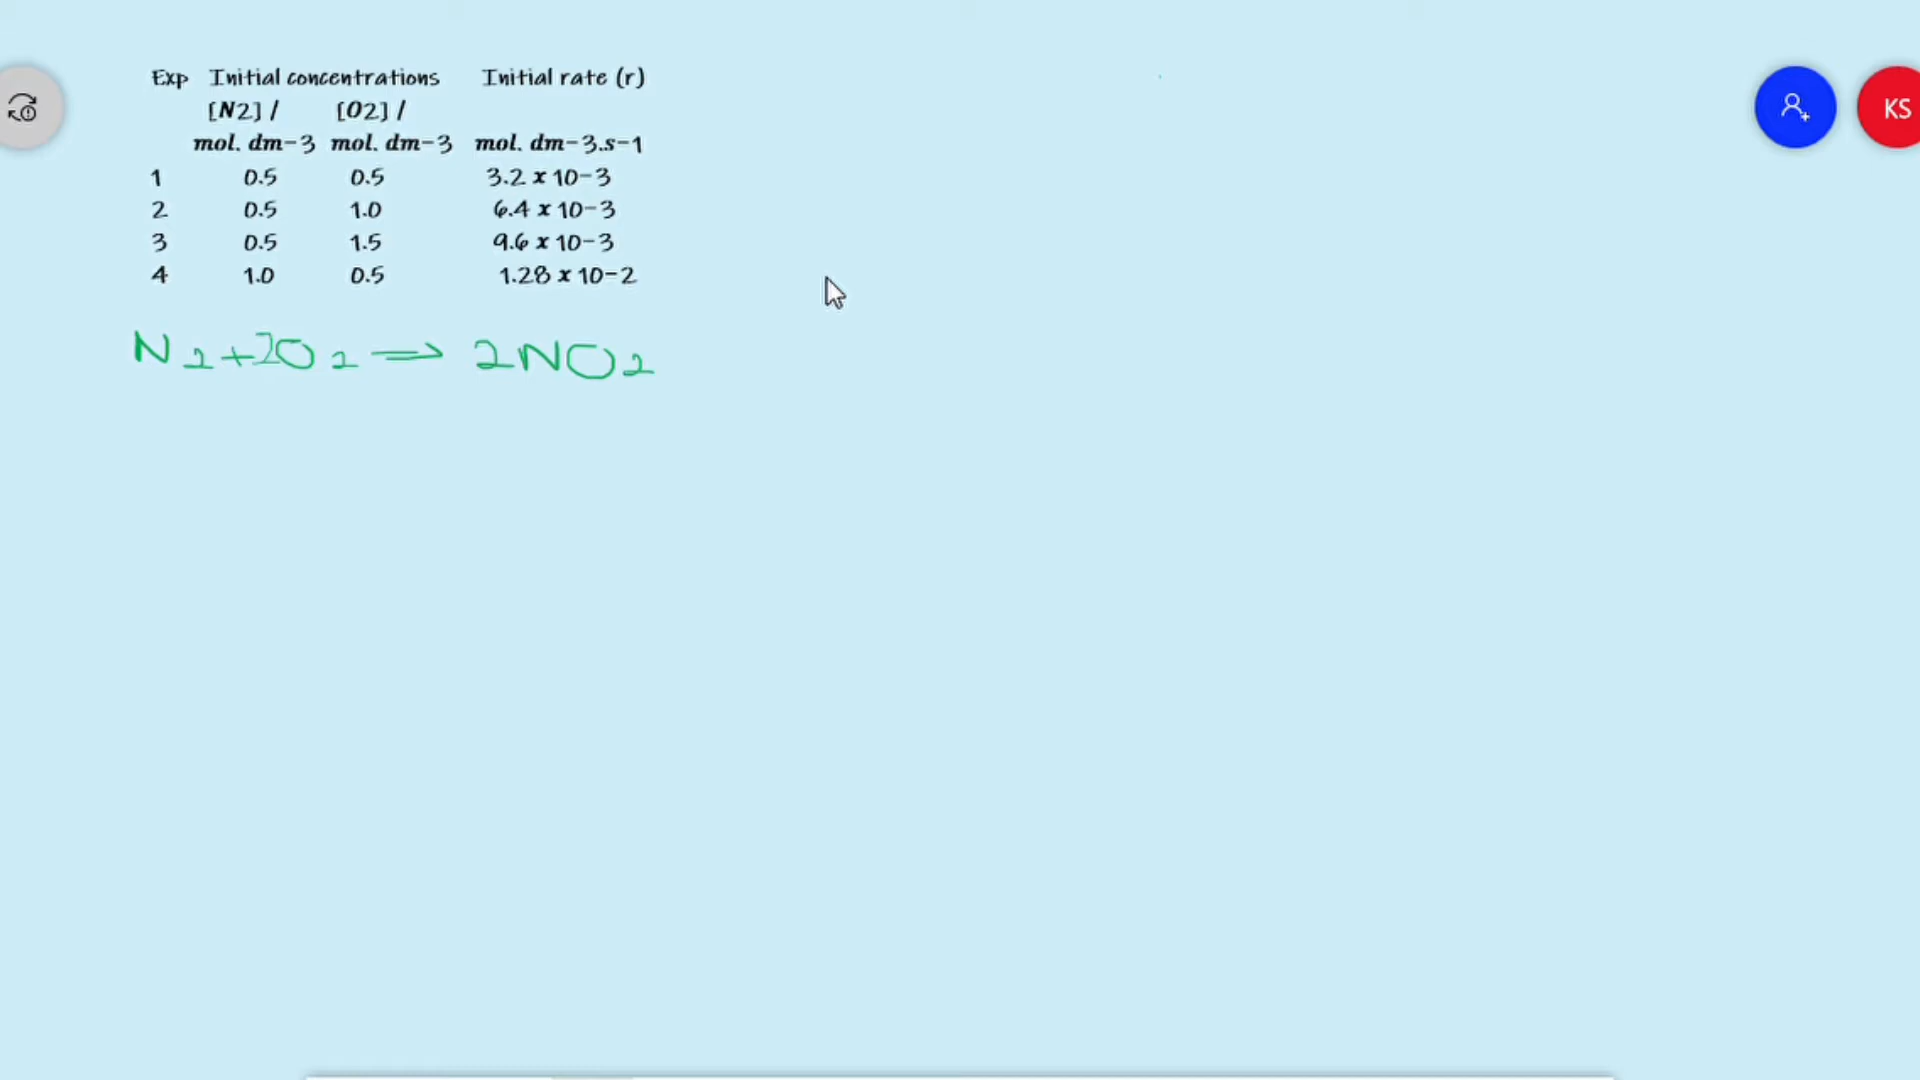 Exp Initial concentrations Initial rate (r)
[N2] / [O2] /
mol. dm-3 mol. dm-3 mol. dm-3.s-1
1 0.5 0.5 3.2 x 10-3
2 0.5 1.0 6.4 x 10-3
3 0.5 1.5 9.6 x 10-3
4 1.0 0.5 1.28 x 10-2
N2+2O2 ⇒ 2NO2
KS